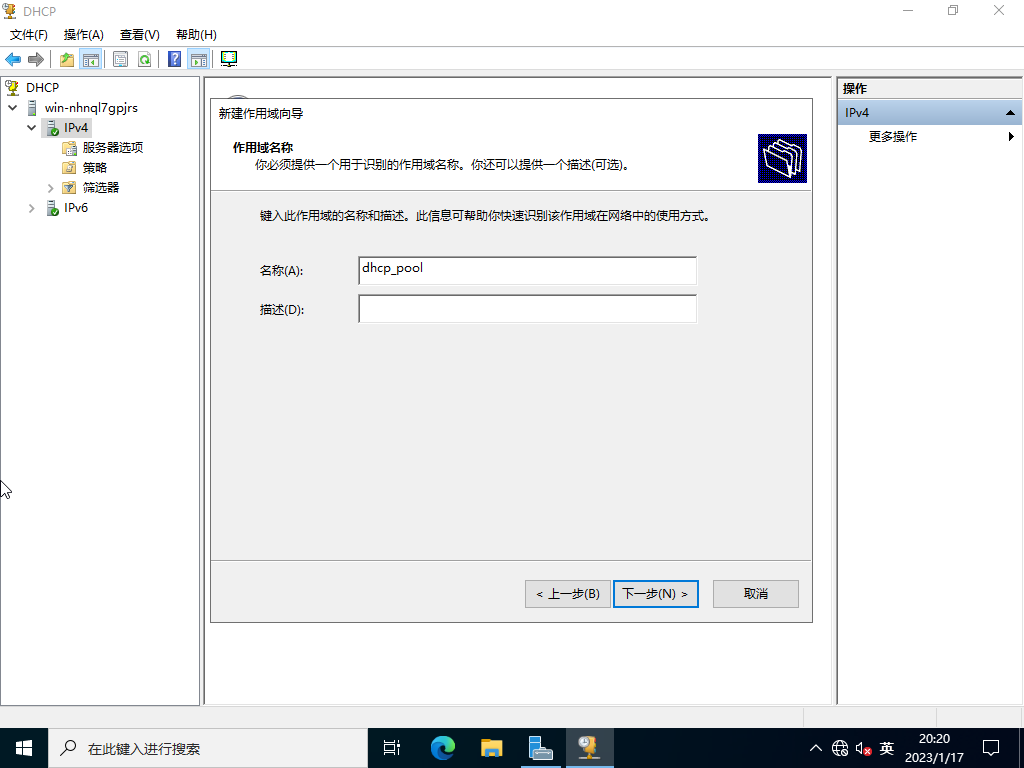 DHCP
文件(F) 操作(A) 查看(V) 帮助(H)
DHCP
win-nhnql7gpjrs
IPv4
服务器选项
策略
筛选器
IPv6
新建作用域向导
作用域名称
你必须提供一个用于识别的作用域名称。你还可以提供一个描述(可选)。
键入此作用域的名称和描述。此信息可帮助你快速识别该作用域在网络中的使用方式。
名称(A): dhcp_pool
描述(D):
< 上一步(B) 下一步(N) > 取消
操作
IPv4
更多操作
在此键入进行搜索
英
20:20
2023/1/17